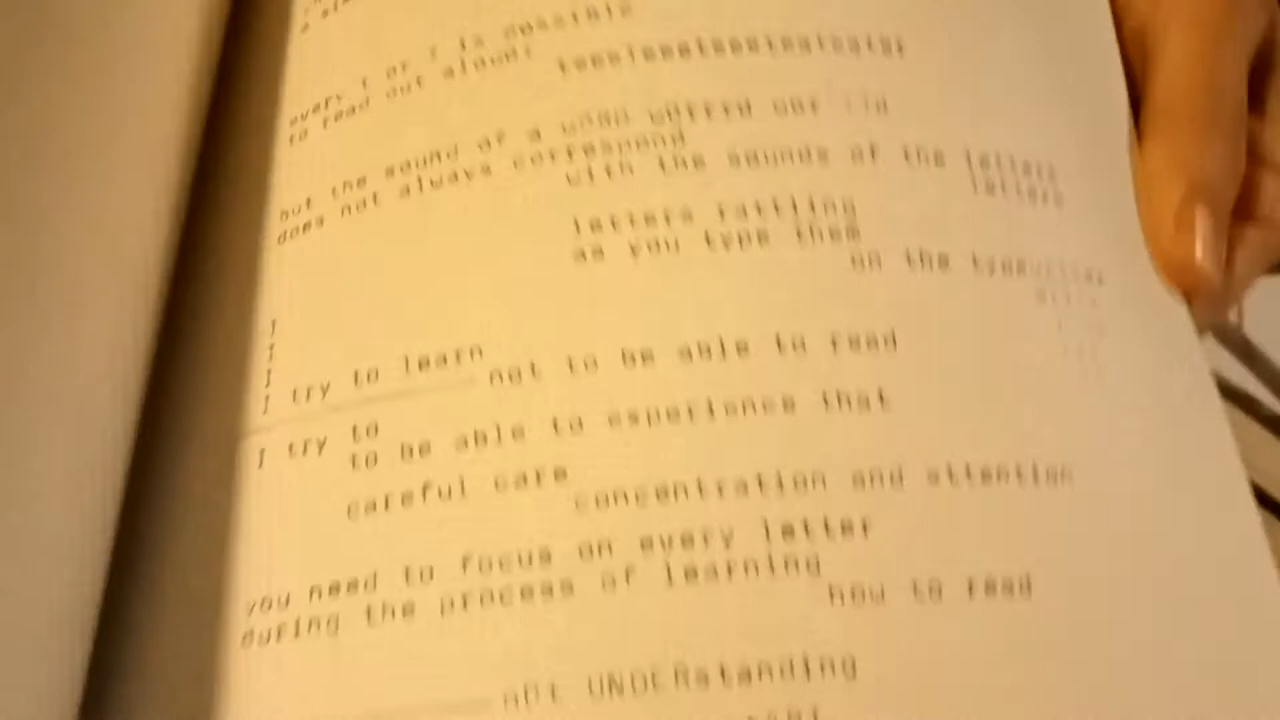 is possible
to read out aloud
but the sound of a
does not always correspond
with the sounds of the letters
letters
letters rattling
as you type them
on the
I
I
I
I try to learn
not to be able to read
I try to
to be able to experience that
careful care
concentration and attention
you need to focus on every letter
during the process of learning
how to read
not UNDERstanding